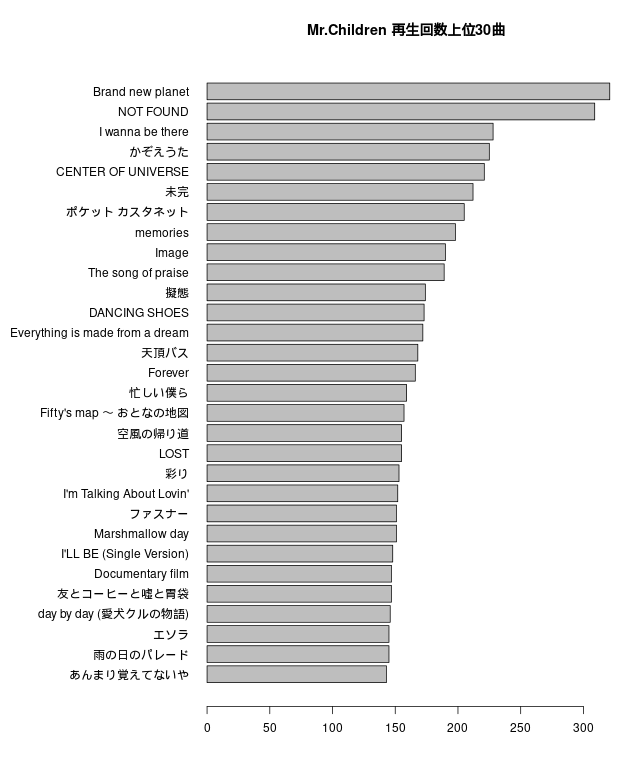 Mr.Children 再生回数上位30曲
Brand new planet
NOT FOUND
I wanna be there
かぞえうた
CENTER OF UNIVERSE
未完
ポケット カスタネット
memories
Image
The song of praise
擬態
DANCING SHOES
Everything is made from a dream
天頂バス
Forever
忙しい僕ら
Fifty's map 〜 おとなの地図
空風の帰り道
LOST
彩り
I'm Talking About Lovin'
ファスナー
Marshmallow day
I'LL BE (Single Version)
Documentary film
友とコーヒーと嘘と胃袋
day by day (愛犬クルの物語)
エソラ
雨の日のパレード
あんまり覚えてないや
0 50 100 150 200 250 300